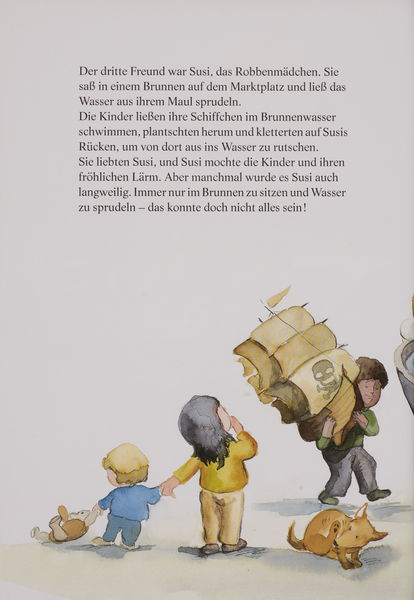 Der dritte Freund war Susi, das Robbenmädchen. Sie
saß in einem Brunnen auf dem Marktplatz und ließ das
Wasser aus ihrem Maul sprudeln.
Die Kinder ließen ihre Schiffchen im Brunnenwasser
schwimmen, plantschten herum und kletterten auf Susis
Rücken, um von dort aus ins Wasser zu rutschen.
Sie liebten Susi, und Susi mochte die Kinder und ihren
fröhlichen Lärm. Aber manchmal wurde es Susi auch
langweilig. Immer nur im Brunnen zu sitzen und Wasser
zu sprudeln – das konnte doch nicht alles sein!